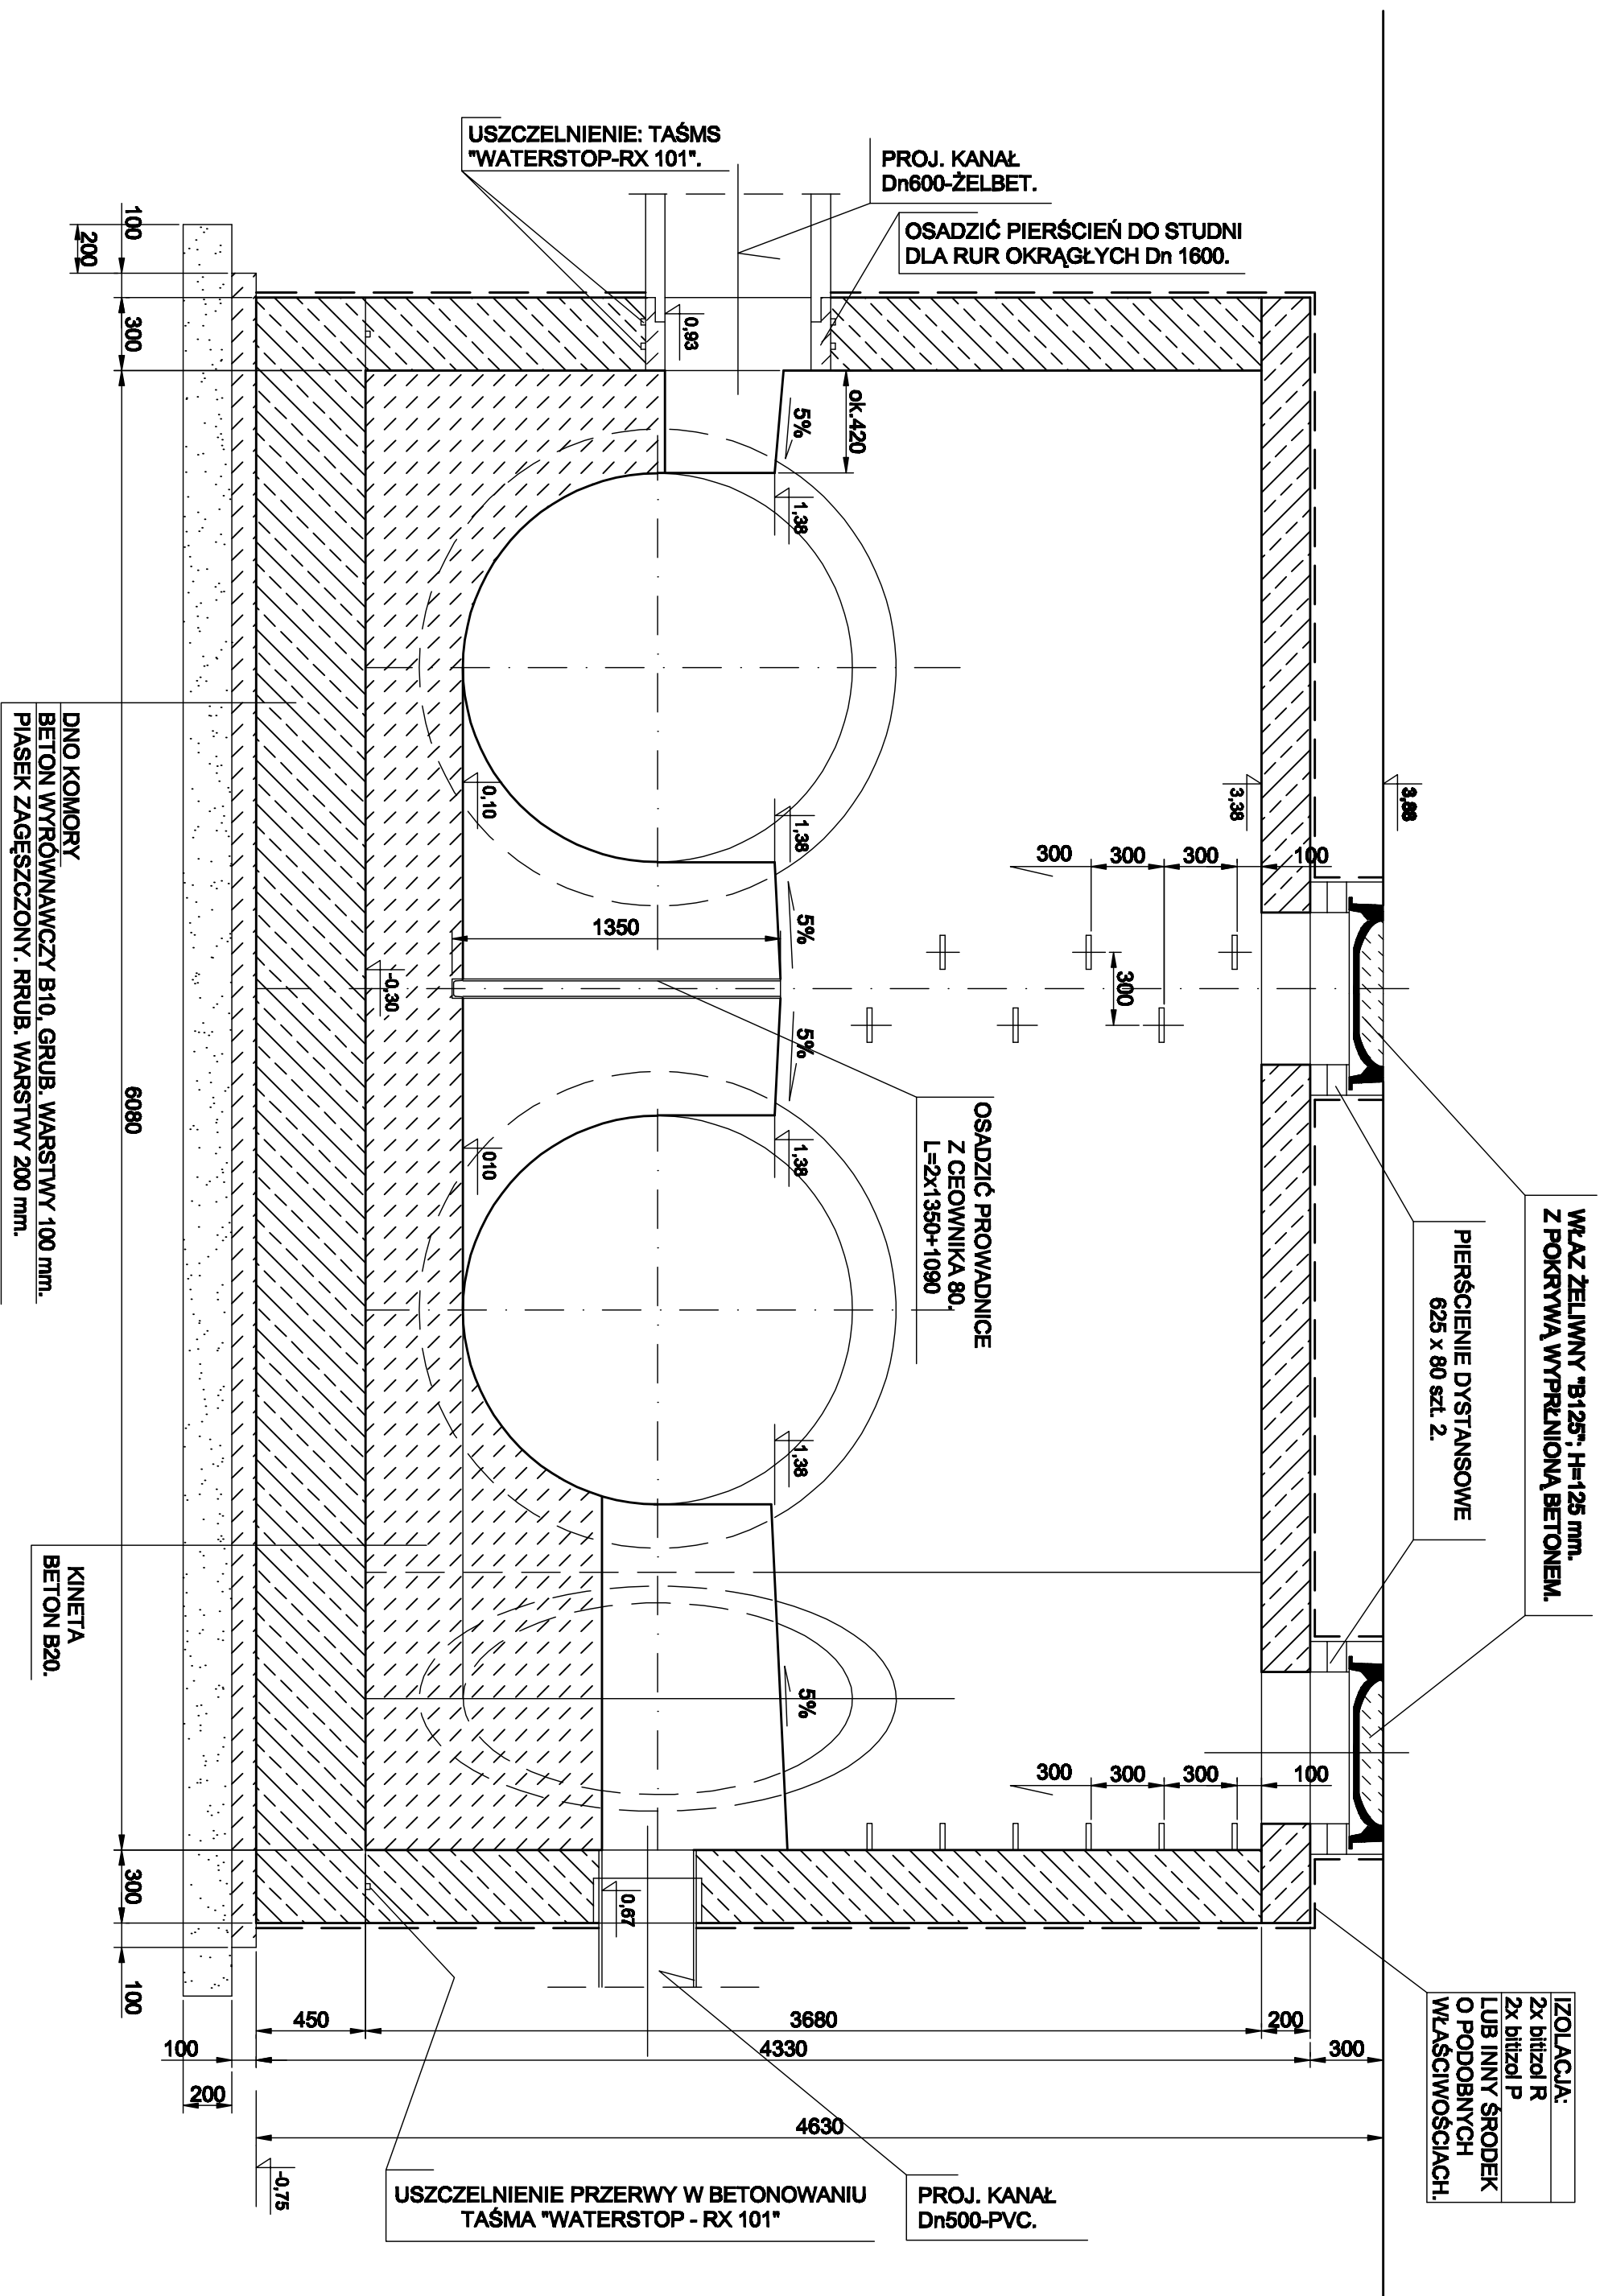 WŁAZ ŻELIWNY "B125"; H=125 mm.
Z POKRYWĄ WYPRŁNIONĄ BETONEM.
PIERŚCIENIE DYSTANSOWE
625 x 80 szt. 2.
IZOLACJA:
2x bitizol R
2x bitizol P
LUB INNY ŚRODEK
O PODOBNYCH
WŁAŚCIWOŚCIACH.
USZCZELNIENIE: TAŚMS
"WATERSTOP-RX 101".
PROJ. KANAŁ
Dn600-ŻELBET.
OSADZIĆ PIERŚCIEŃ DO STUDNI
DLA RUR OKRĄGŁYCH Dn 1600.
OSADZIĆ PROWADNICE
Z CEOWNIKA 80.
L=2x1350+1090
3,88
3,38
100
300
300
300
300
100
300
300
300
0,93
ok.420
5%
1,38
1,38
5%
5%
1,38
1,38
5%
1350
0,10
-0,30
010
0,67
100
200
300
6080
300
100
450
3680
200
100
4330
300
200
4630
-0,75
DNO KOMORY
BETON WYRÓWNAWCZY B10, GRUB. WARSTWY 100 mm.
PIASEK ZAGĘSZCZONY. RRUB. WARSTWY 200 mm.
KINETA
BETON B20.
USZCZELNIENIE PRZERWY W BETONOWANIU
TAŚMA "WATERSTOP - RX 101"
PROJ. KANAŁ
Dn500-PVC.